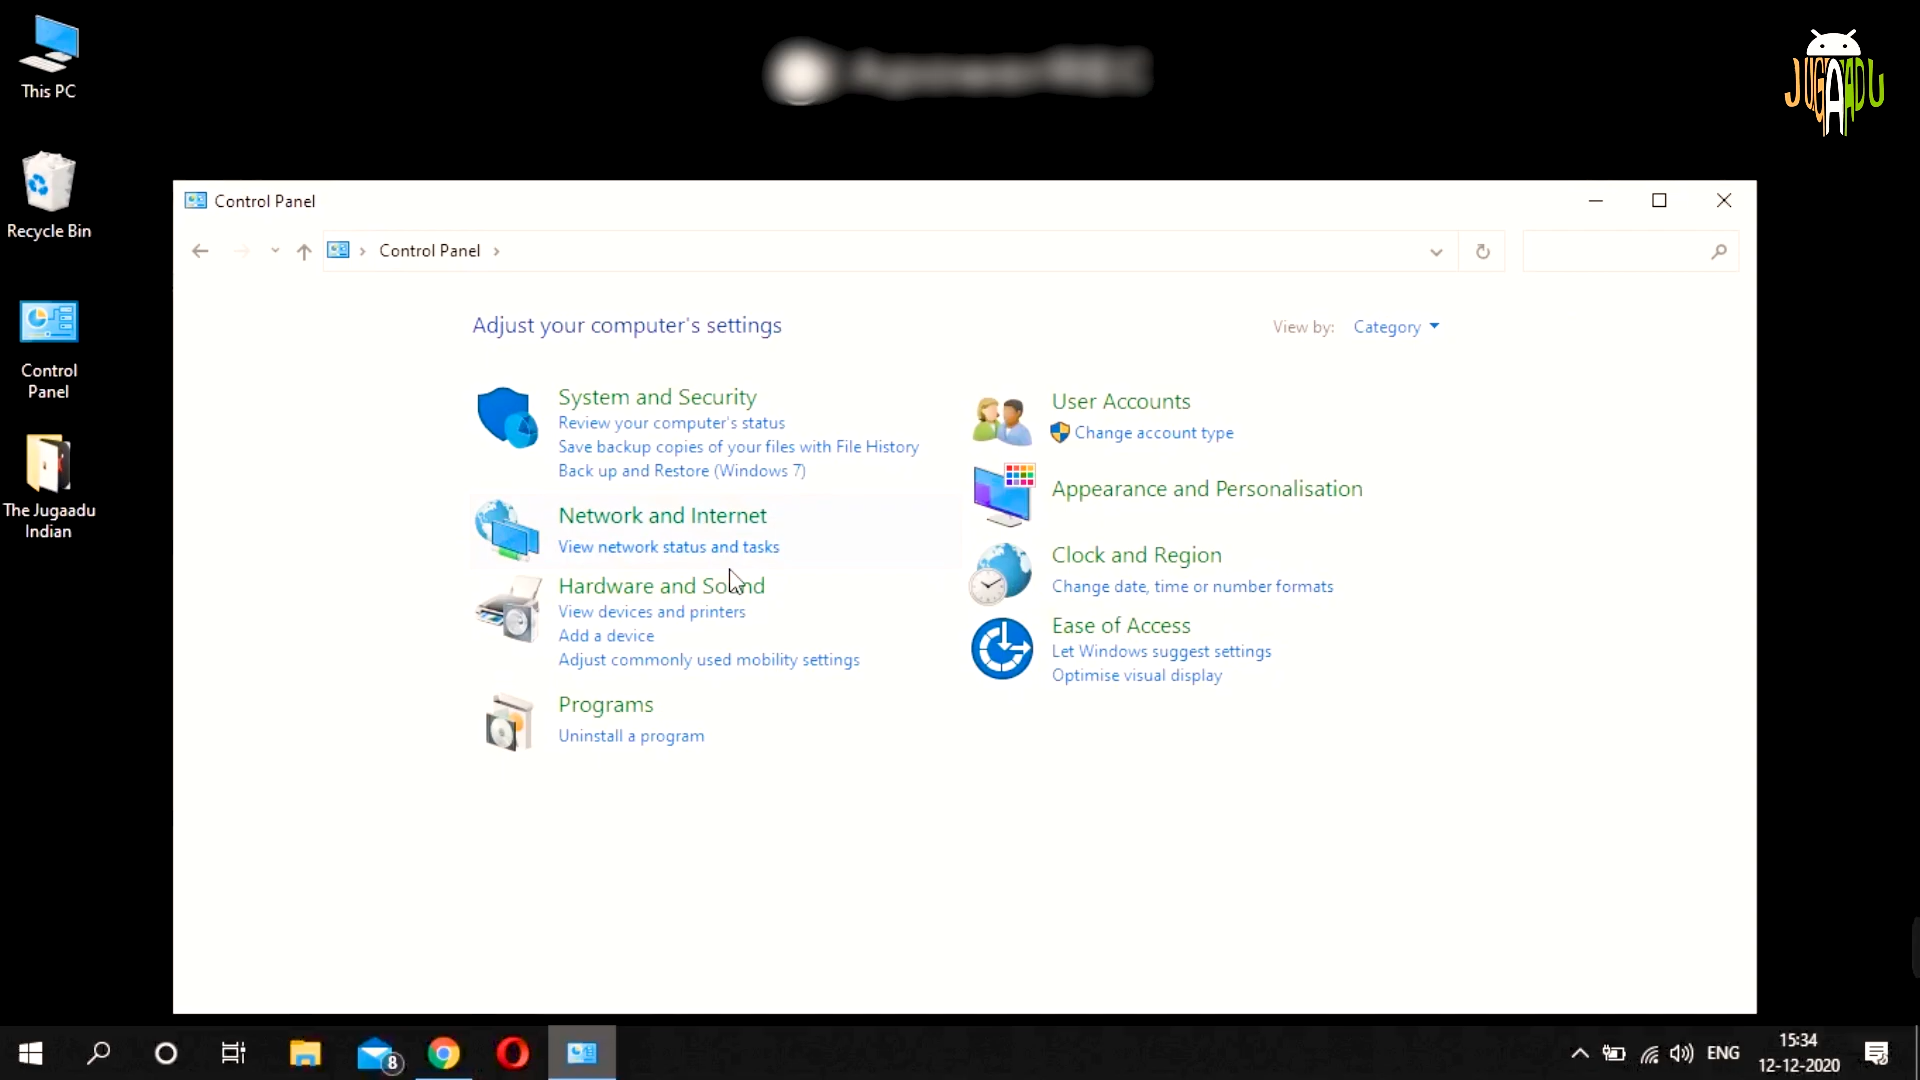 This PC
Recycle Bin
Control
Panel
The Jugaadu
Indian
JUGAADU
Control Panel
Control Panel
Adjust your computer's settings
View by: Category
System and Security
Review your computer's status
Save backup copies of your files with File History
Back up and Restore (Windows 7)
Network and Internet
View network status and tasks
Hardware and Sound
View devices and printers
Add a device
Adjust commonly used mobility settings
Programs
Uninstall a program
User Accounts
Change account type
Appearance and Personalisation
Clock and Region
Change date, time or number formats
Ease of Access
Let Windows suggest settings
Optimise visual display
8
ENG
15:34
12-12-2020